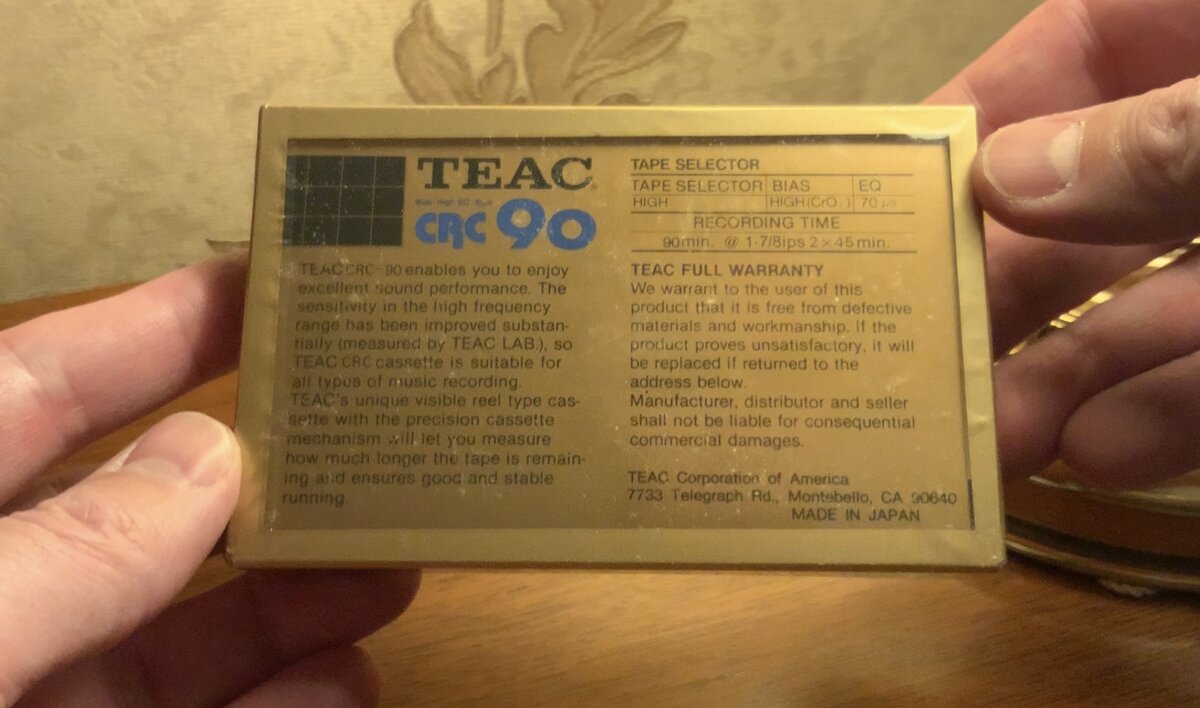 TEAC
CRC 90
TEAC CRC-90 enables you to enjoy
excellent sound performance. The
sensitivity in the high frequency
range has been improved substan-
tially (measured by TEAC LAB.), so
TEAC CRC cassette is suitable for
all types of music recording.
TEAC's unique visible reel type cas-
sette with the precision cassette
mechanism will let you measure
how much longer the tape is remain-
ing and ensures good and stable
running.
TAPE SELECTOR
TAPE SELECTOR BIAS EQ
HIGH HIGH (CrO₂) 70 μs
RECORDING TIME
90min. @ 1-7/8ips 2×45min.
TEAC FULL WARRANTY
We warrant to the user of this
product that it is free from defective
materials and workmanship. If the
product proves unsatisfactory, it will
be replaced if returned to the
address below.
Manufacturer, distributor and seller
shall not be liable for consequential
commercial damages.
TEAC Corporation of America
7733 Telegraph Rd., Montebello, CA 90640
MADE IN JAPAN